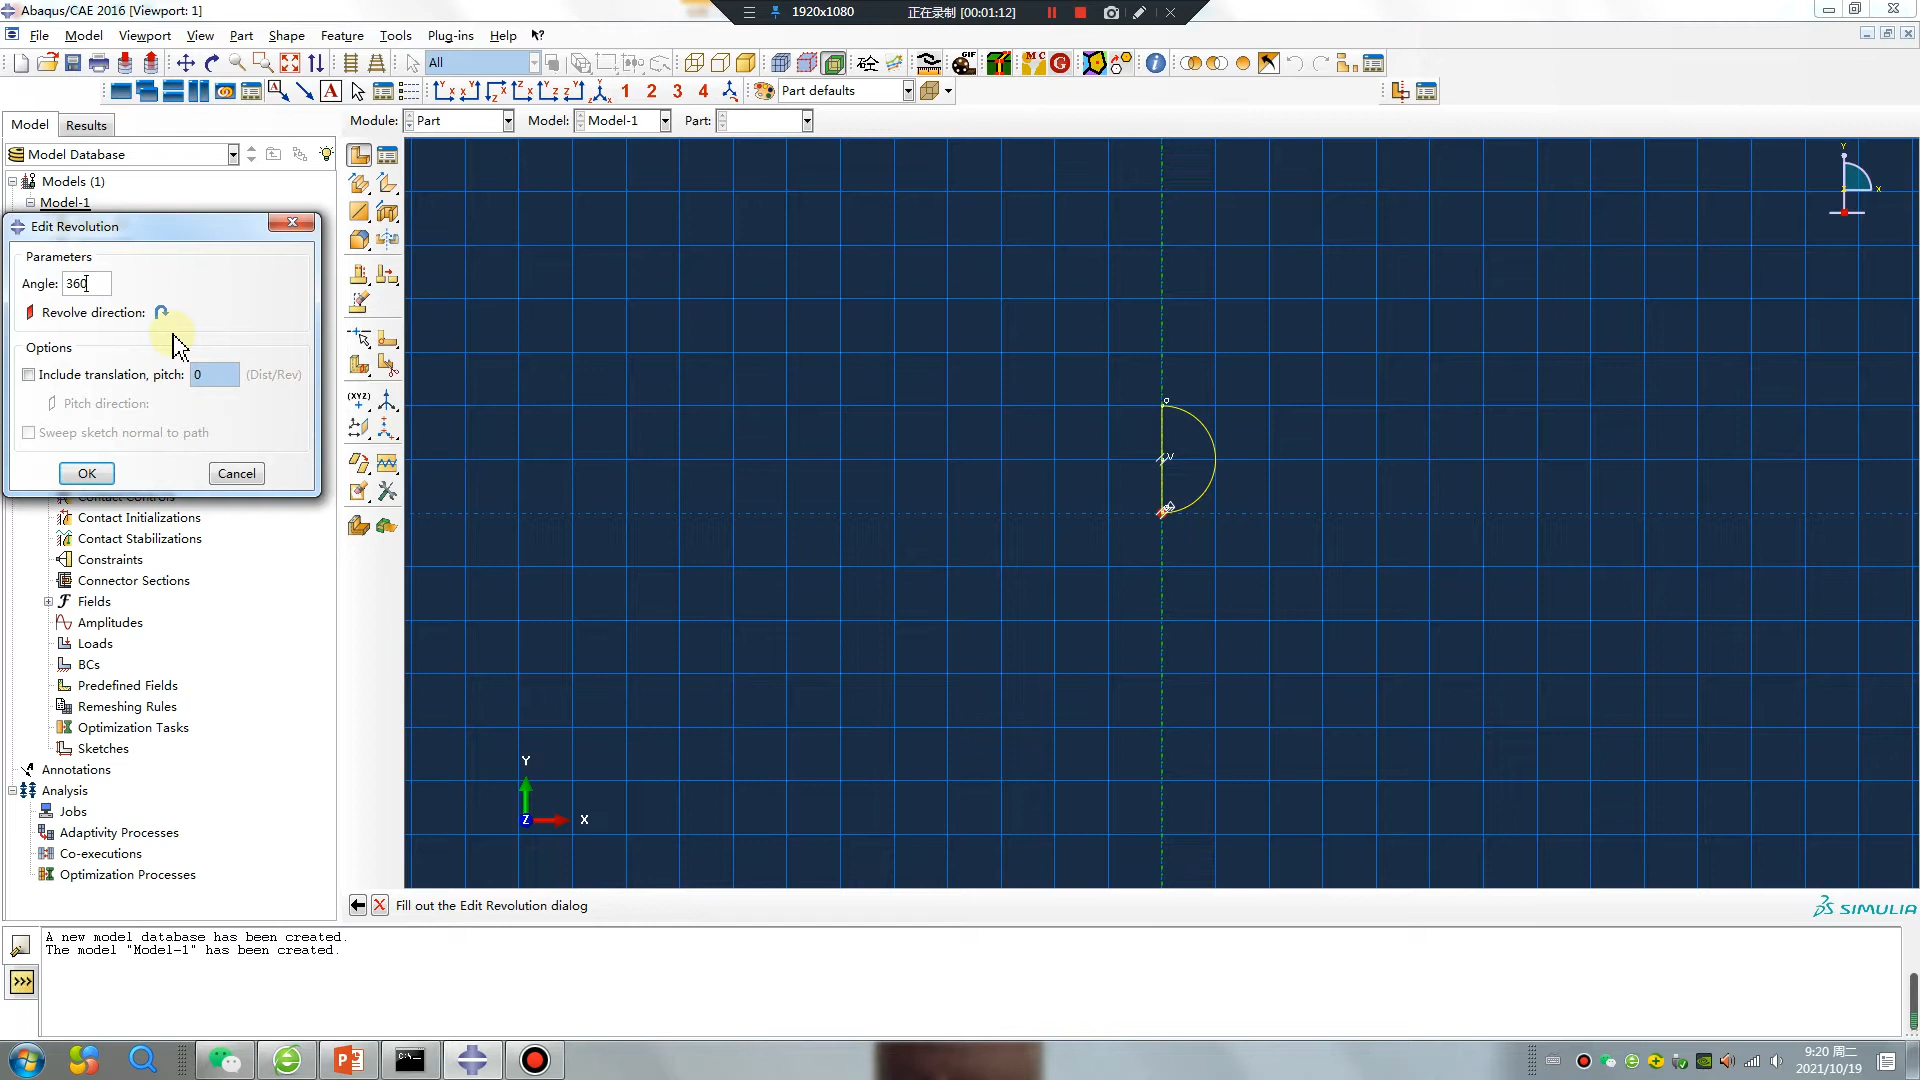 Abaqus/CAE 2016 [Viewport: 1]
1920x1080
正在录制 [00:01:12]
File Model Viewport View Part Shape Feature Tools Plug-ins Help
All
GIF
MC
G
1 2 3 4
Part defaults
Model Results
Module: Part Model: Model-1 Part:
Model Database
Models (1)
Model-1
Edit Revolution
Parameters
Angle: 360
Revolve direction:
Options
Include translation, pitch: 0 (Dist/Rev)
Pitch direction:
Sweep sketch normal to path
OK Cancel
Contact Controls
Contact Initializations
Contact Stabilizations
Constraints
Connector Sections
Fields
Amplitudes
Loads
BCs
Predefined Fields
Remeshing Rules
Optimization Tasks
Sketches
Annotations
Analysis
Jobs
Adaptivity Processes
Co-executions
Optimization Processes
(XYZ)
Y
X
V
Y
Z X
Fill out the Edit Revolution dialog
SIMULIA
A new model database has been created.
The model "Model-1" has been created.
9:20 周二
2021/10/19